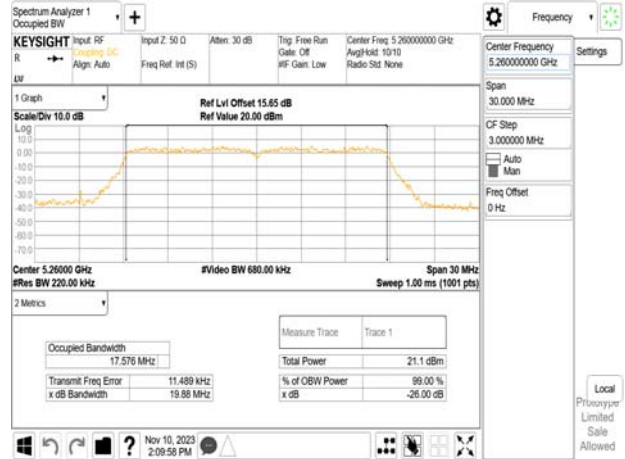 Spectrum Analyzer 1
Occupied BW
+
Frequency
KEYSIGHT
R
Input: RF
Coupling: DC
Align: Auto
Input Z: 50 Ω
Freq Ref: Int (S)
Atten: 30 dB
Trig: Free Run
Gate: Off
#IF Gain: Low
Center Freq: 5.260000000 GHz
Avg|Hold: 10/10
Radio Std: None
Center Frequency
5.260000000 GHz
Settings
Span
30.000 MHz
CF Step
3.000000 MHz
Auto
Man
Freq Offset
0 Hz
1 Graph
Scale/Div 10.0 dB
Ref Lvl Offset 15.65 dB
Ref Value 20.00 dBm
Log
10.0
0.00
-10.0
-20.0
-30.0
-40.0
-50.0
-60.0
-70.0
Center 5.26000 GHz
#Res BW 220.00 kHz
#Video BW 680.00 kHz
Span 30 MHz
Sweep 1.00 ms (1001 pts)
2 Metrics
Measure Trace
Trace 1
Occupied Bandwidth
17.576 MHz
Total Power
21.1 dBm
Transmit Freq Error
11.489 kHz
% of OBW Power
99.00 %
x dB Bandwidth
19.88 MHz
x dB
-26.00 dB
Local
Prototype
Limited
Sale
Allowed
?
Nov 10, 2023
2:09:58 PM